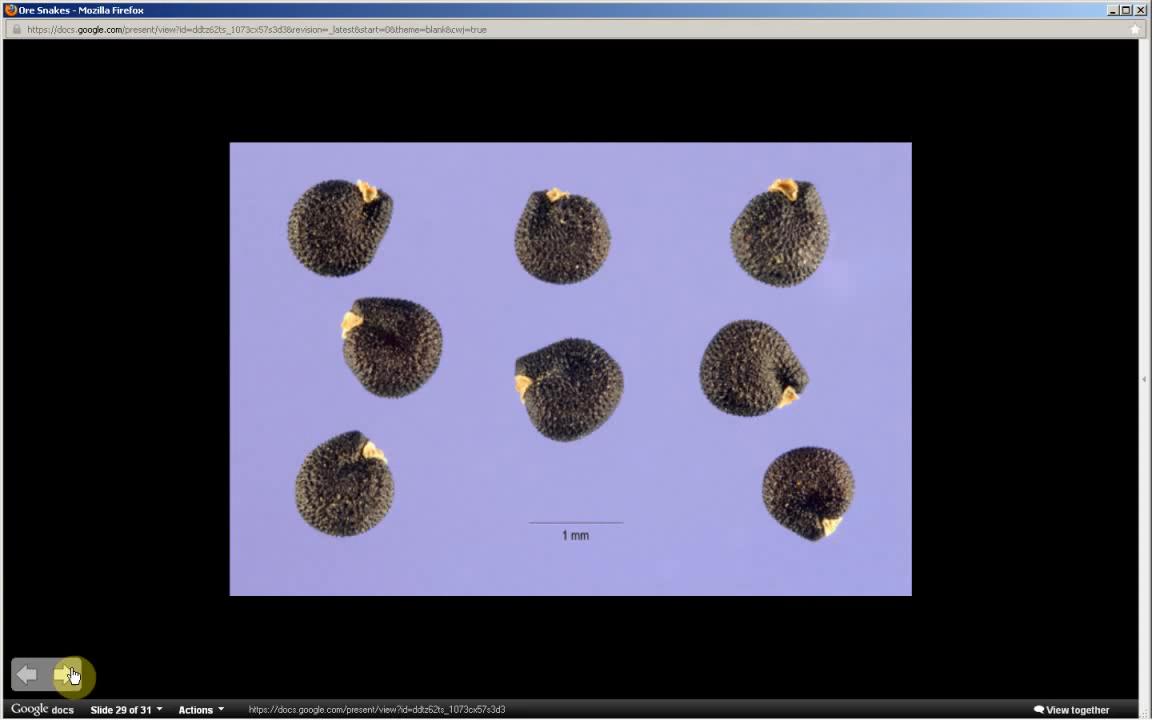 Ore Snakes - Mozilla Firefox
https://docs.google.com/present/view?id=ddtz62ts_1073cx57s3d3&revision=_latest&start=0&theme=blank&cwj=true
1 mm
Google docs Slide 29 of 31 Actions https://docs.google.com/present/view?id=ddtz62ts_1073cx57s3d3 View together